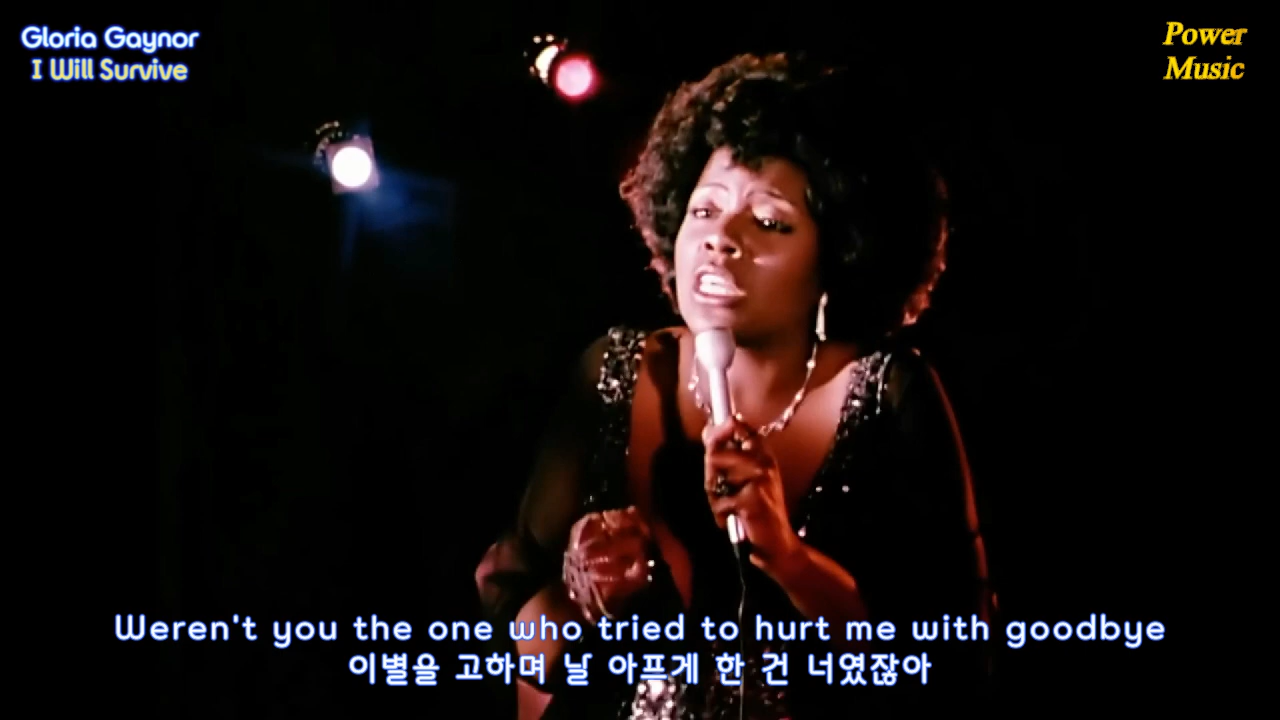 Gloria Gaynor
I Will Survive
Power
Music
Weren't you the one who tried to hurt me with goodbye
이별을 고하며 날 아프게 한 건 너였잖아